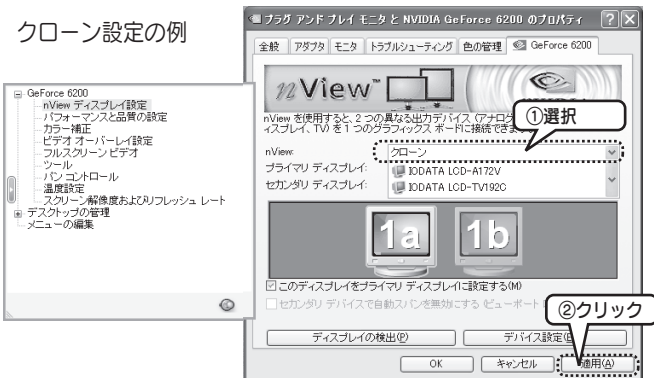 クローン設定の例
プラグ アンド プレイ モニタ と NVIDIA GeForce 6200 のプロパティ
全般 アダプタ モニタ トラブルシューティング 色の管理 GeForce 6200
GeForce 6200
nView ディスプレイ設定
パフォーマンスと品質の設定
カラー補正
ビデオ オーバーレイ設定
フルスクリーン ビデオ
ツール
パン コントロール
温度設定
スクリーン解像度およびリフレッシュ レート
デスクトップの管理
メニューの編集
nView™
nView を使用すると、2 つの異なる出力デバイス (アナログ
ィスプレイ、TV) を 1 つのグラフィックス ボードに接続でき
①選択
nView:
クローン
プライマリ ディスプレイ:
IODATA LCD-A172V
セカンダリ ディスプレイ:
IODATA LCD-TV192C
1a 1b
このディスプレイをプライマリ ディスプレイに設定する(M)
セカンダリ デバイスで自動スパンを無効にする (ビューポート
②クリック
ディスプレイの検出(P)
デバイス設定
OK キャンセル 適用(A)